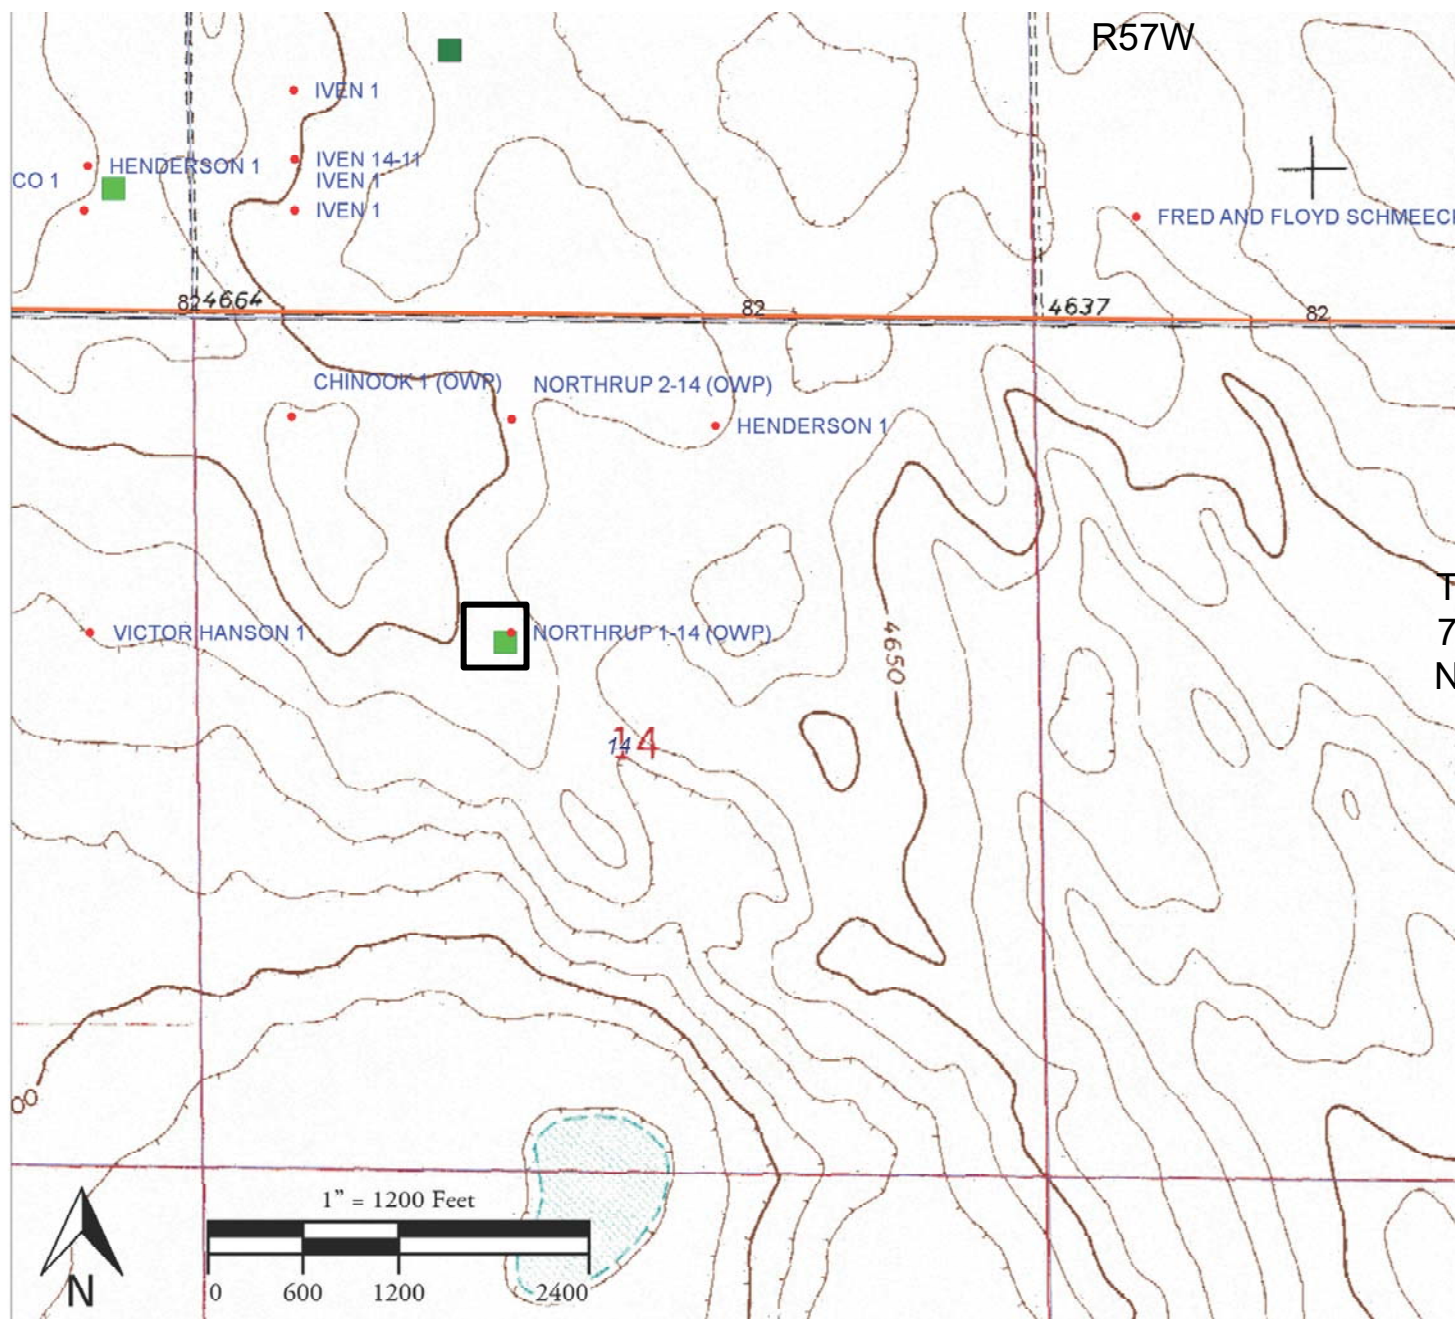 R57W
IVEN 1
IVEN 14-11
HENDERSON 1
CO 1
IVEN 1
IVEN 1
FRED AND FLOYD SCHMEECH
82
4664
82
4637
82
CHINOOK 1 (OWP)
NORTHRUP 2-14 (OWP)
HENDERSON 1
T
7
N
VICTOR HANSON 1
NORTHRUP 1-14 (OWP)
4650
14
14
00
1" = 1200 Feet
0
600
1200
2400
N